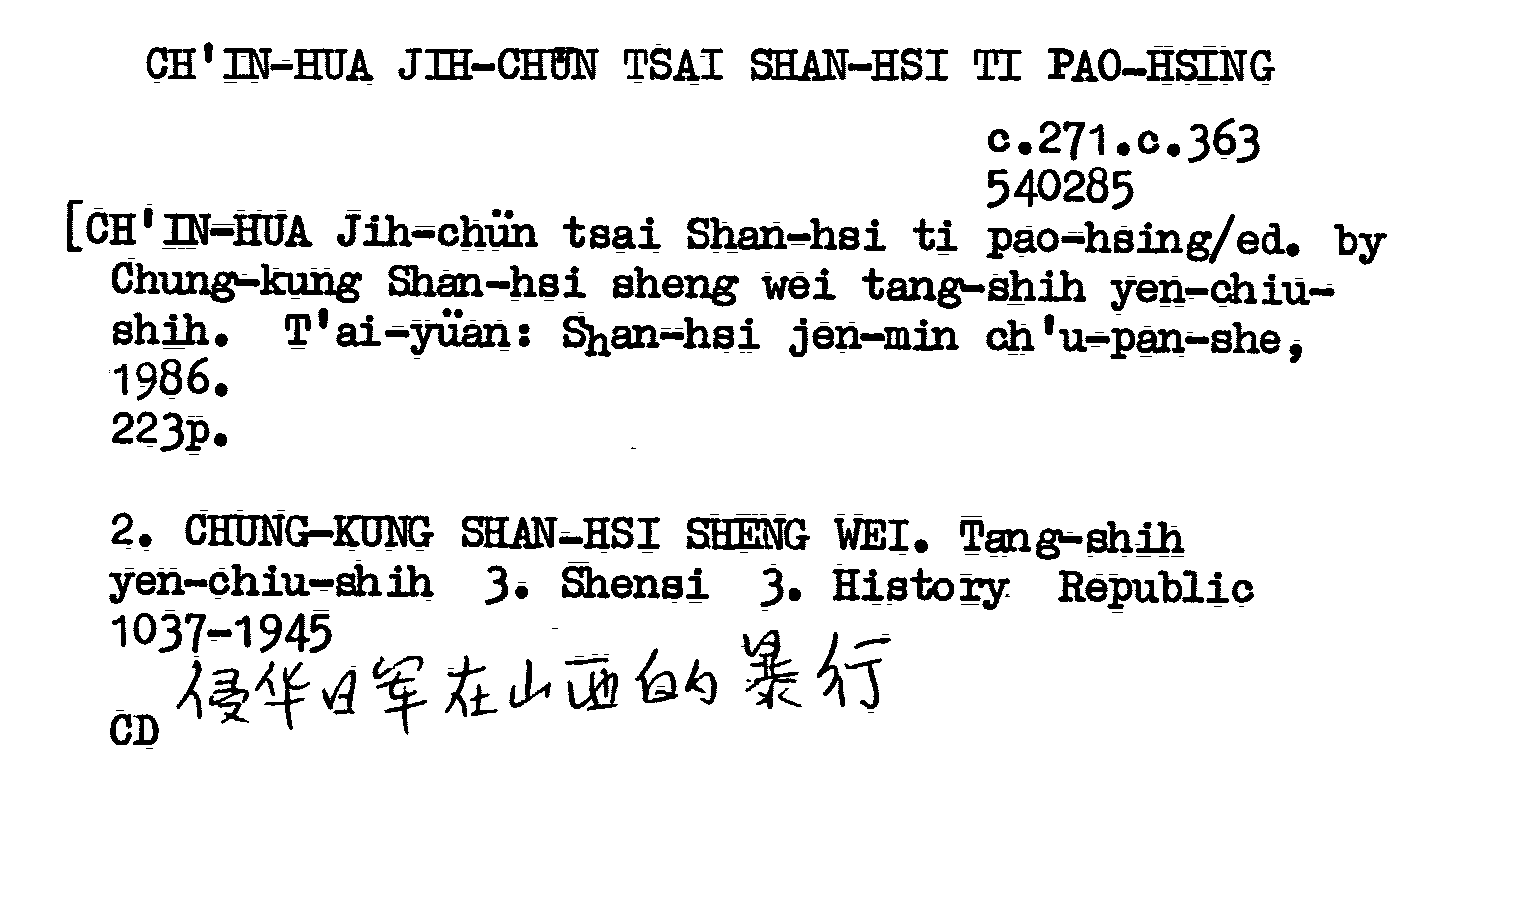 CH'IN-HUA JIH-CHÜN TSAI SHAN-HSI TI PAO-HSING
c.271.c.363
540285
[CH'IN-HUA Jih-chün tsai Shan-hsi ti pao-hsing/ed. by
Chung-kung Shan-hsi sheng wei tang-shih yen-chiu-
shih. T'ai-yüan: Shan-hsi jen-min ch'u-pan-she,
1986.
223p.
2. CHUNG-KUNG SHAN-HSI SHENG WEI. Tang-shih
yen-chiu-shih 3. Shensi 3. History Republic
1037-1945
侵华日军在山西的暴行
CD